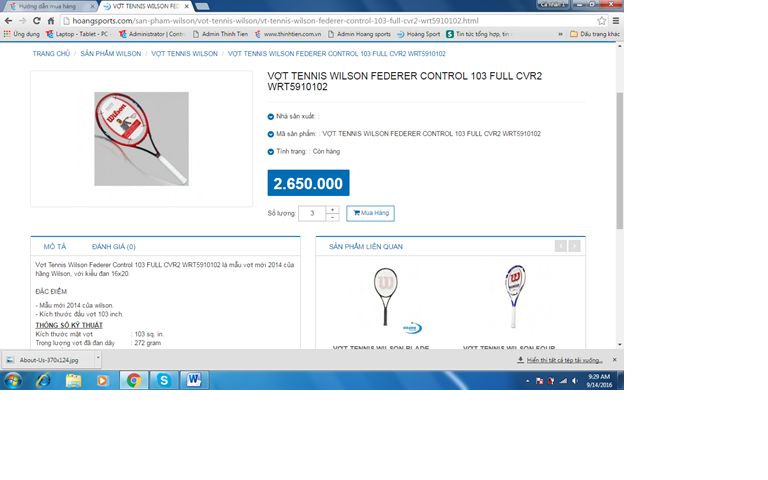 Hướng dẫn mua hàng
VỢT TENNIS WILSON FEDE
Cá nhân 1
hoangsports.com/san-pham-wilson/vot-tennis-wilson/vt-tennis-wilson-federer-control-103-full-cvr2-wrt5910102.html
Ứng dụng
Laptop - Tablet - PC
Administrator | Contr
Admin Thinh Tien
www.thinhtien.com.vn
Admin Hoang sports
Hoàng Sport
Tin tức tổng hợp, tin
»
Dấu trang khác
TRANG CHỦ / SẢN PHẨM WILSON / VỢT TENNIS WILSON / VỢT TENNIS WILSON FEDERER CONTROL 103 FULL CVR2 WRT5910102
VỢT TENNIS WILSON FEDERER CONTROL 103 FULL CVR2
WRT5910102
Wilson
Nhà sản xuất: :
Mã sản phẩm: : VỢT TENNIS WILSON FEDERER CONTROL 103 FULL CVR2 WRT5910102
Tình trạng: : Còn hàng
2.650.000
Số lượng: 3 + −
Mua Hàng
MÔ TẢ
ĐÁNH GIÁ (0)
Vợt Tennis Wilson Federer Control 103 FULL CVR2 WRT5910102 là mẫu vợt mới 2014 của
hãng Wilson, với kiểu đan 16x20.
ĐẶC ĐIỂM
- Mẫu mới 2014 của wilson.
- Kích thước đầu vợt 103 inch.
THÔNG SỐ KỸ THUẬT
Kích thước mặt vợt : 103 sq. in.
Trọng lượng vợt đã đan dây : 272 gram
SẢN PHẨM LIÊN QUAN
VỢT TENNIS WILSON BLADE
VỢT TENNIS WILSON FOUR
About-Us-370x124.jpg
Hiển thị tất cả tệp tải xuống...
9:29 AM
9/14/2016